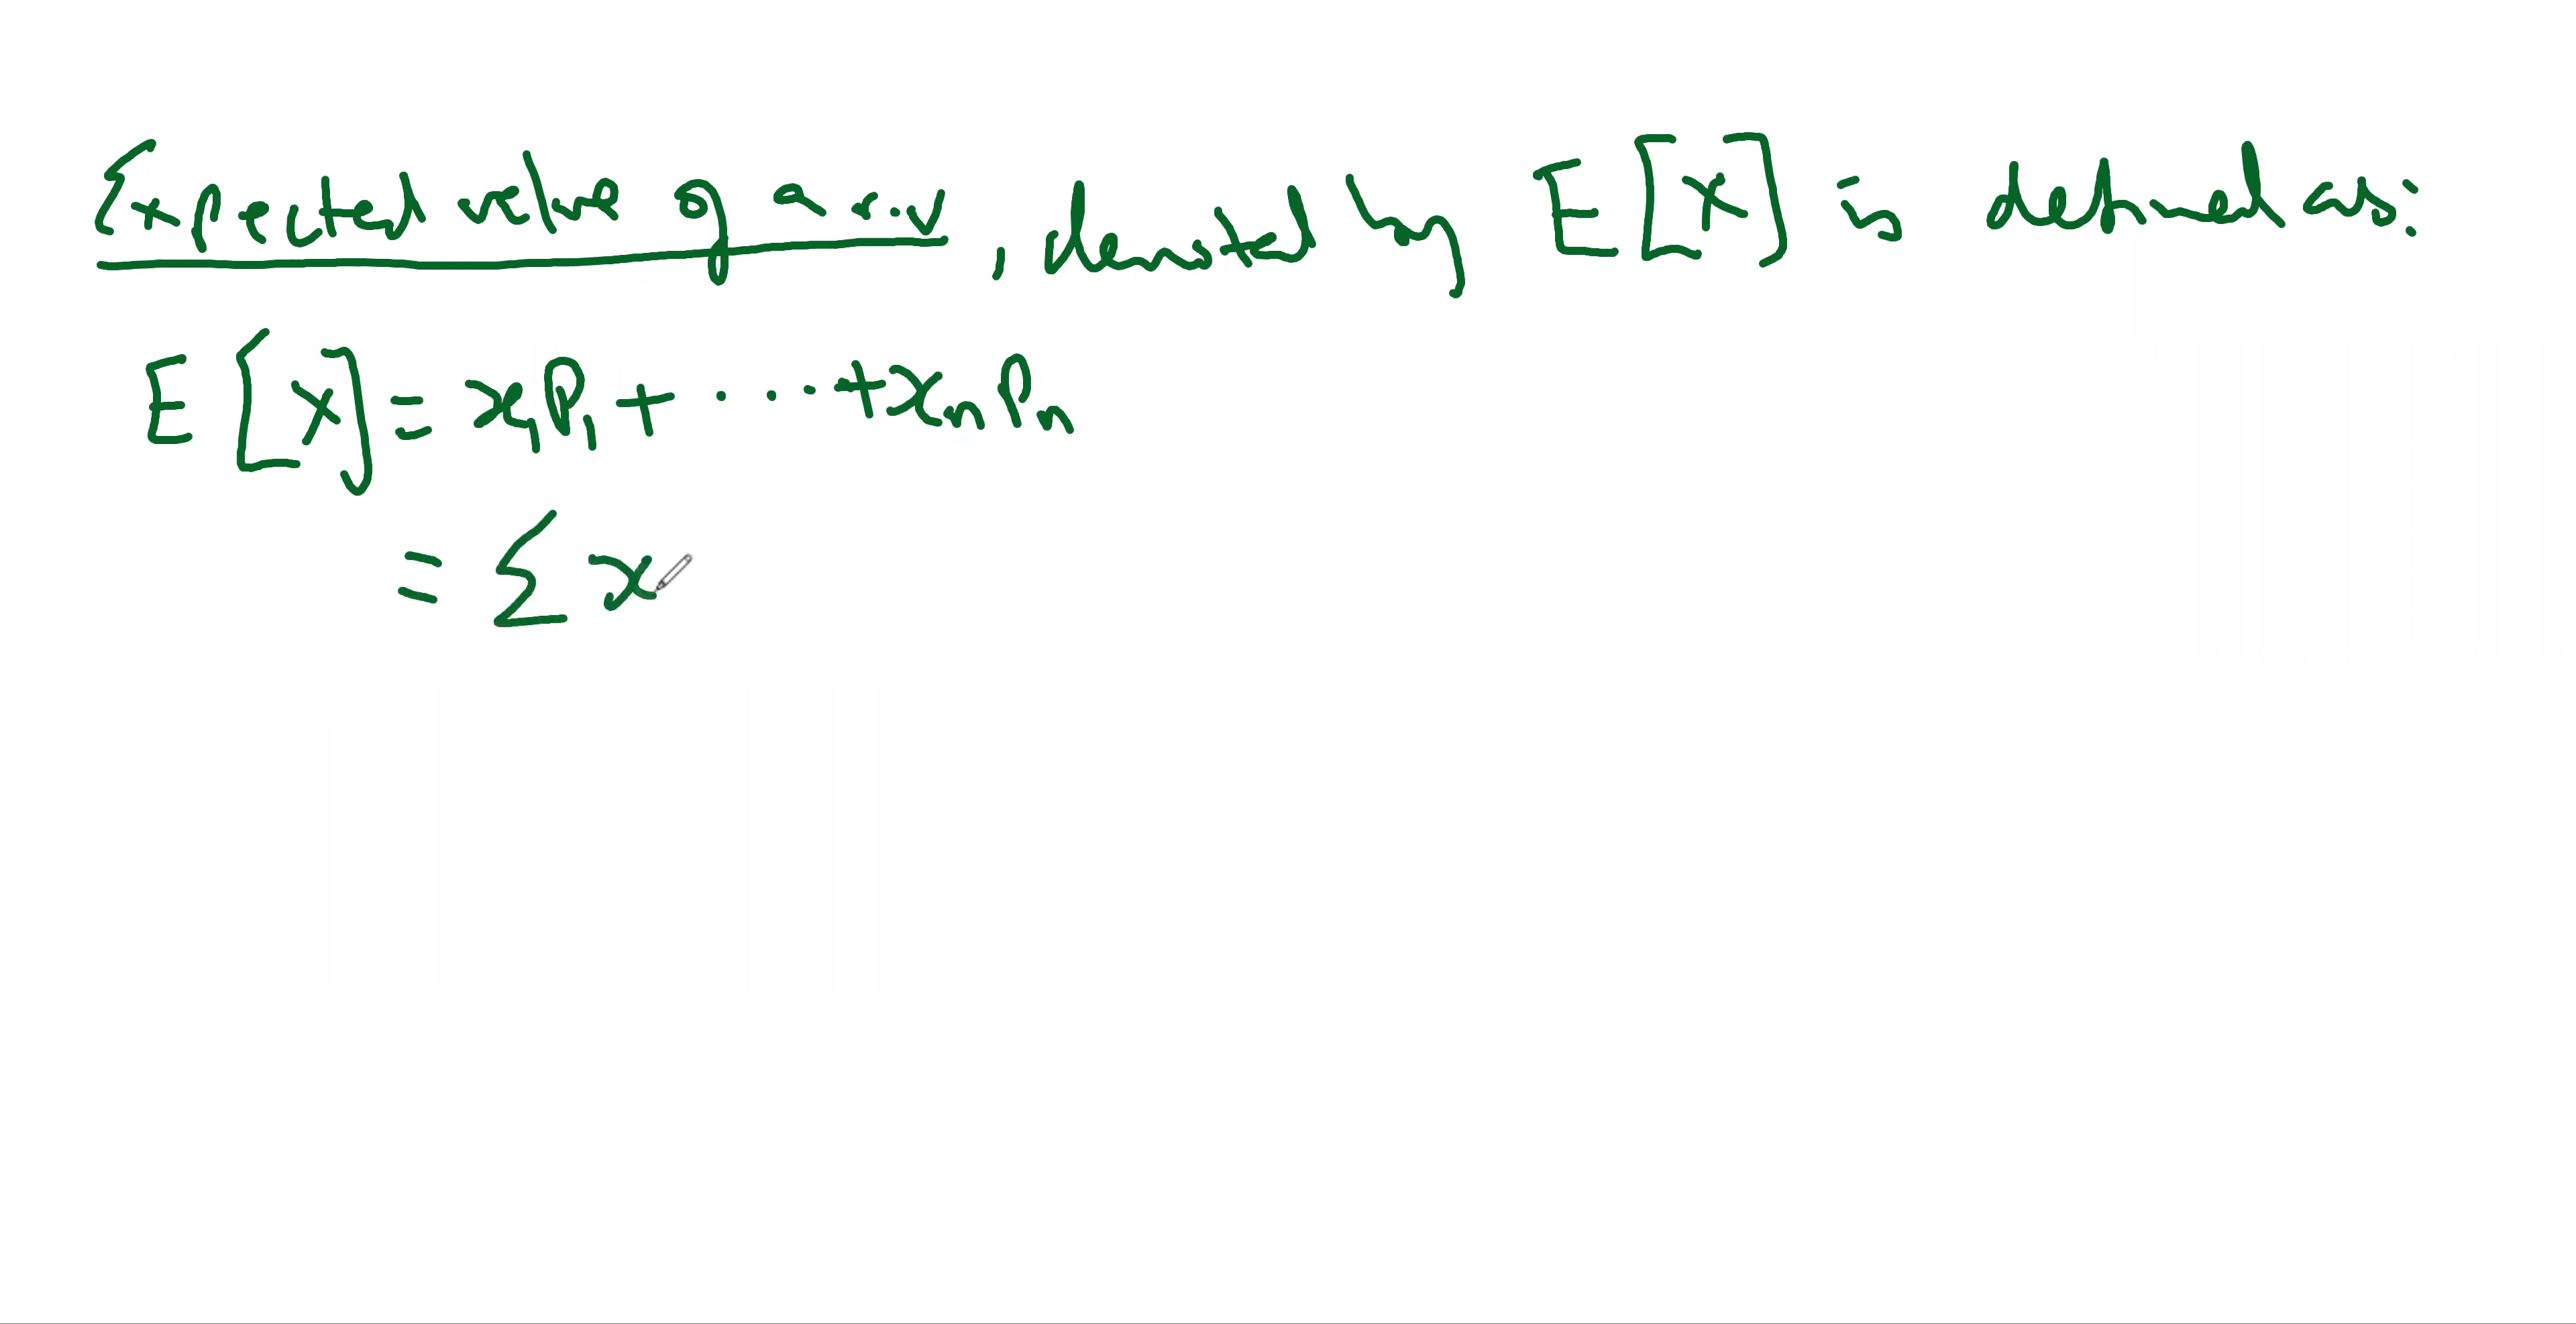 Expected value of a r.v, denoted by E[X] is defined as:
E[X] = x₁P₁ + ···· + xₙPₙ
= Σ x